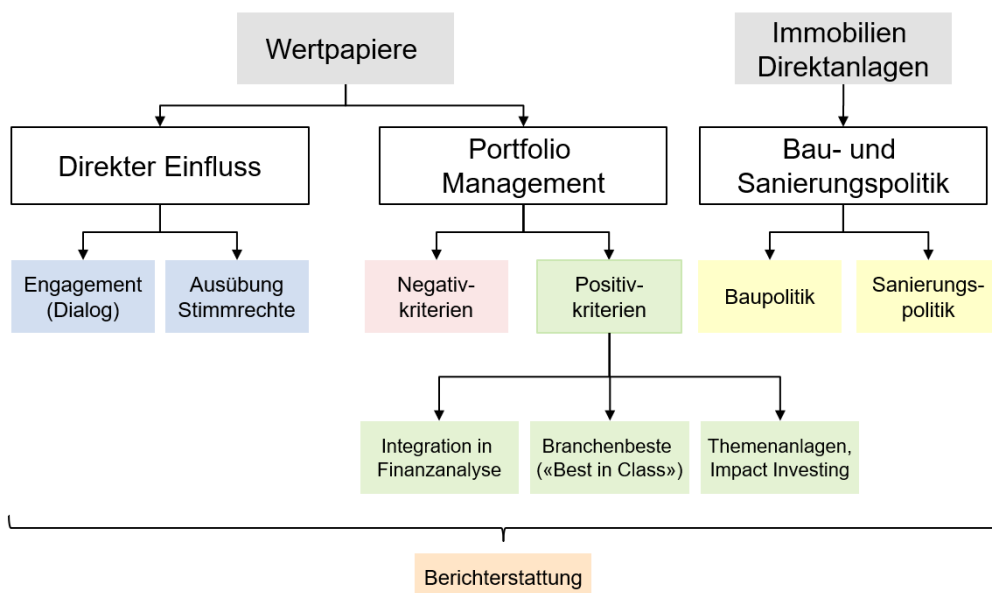 Wertpapiere
Immobilien
Direktanlagen
Direkter Einfluss
Portfolio
Management
Bau- und
Sanierungspolitik
Engagement
(Dialog)
Ausübung
Stimmrechte
Negativ-
kriterien
Positiv-
kriterien
Baupolitik
Sanierungs-
politik
Integration in
Finanzanalyse
Branchenbeste
(«Best in Class»)
Themenanlagen,
Impact Investing
Berichterstattung